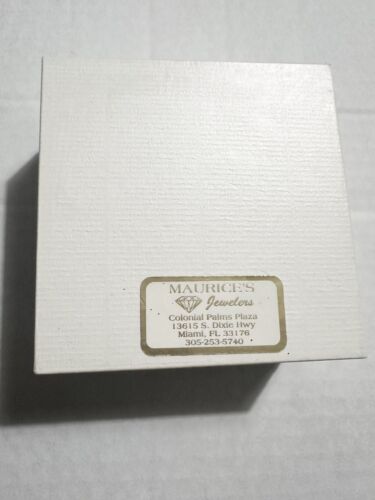 MAURICE'S
Jewelers
Colonial Palms Plaza
13615 S. Dixie Hwy
Miami, FL 33176
305-253-5740